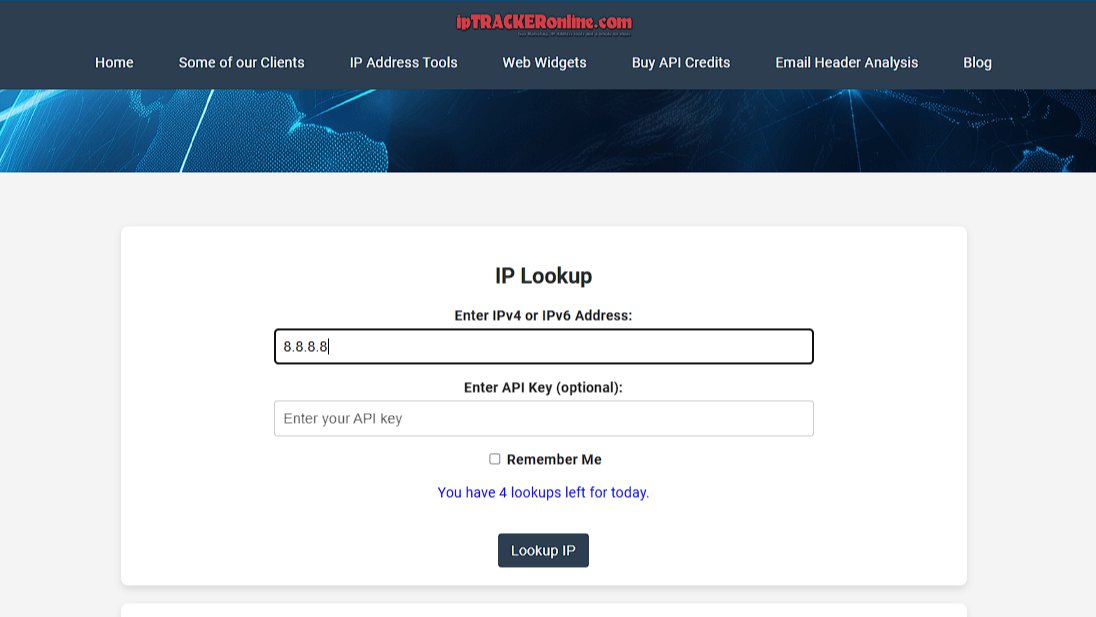 ipTRACKERonline.com
Home Some of our Clients IP Address Tools Web Widgets Buy API Credits Email Header Analysis Blog
IP Lookup
Enter IPv4 or IPv6 Address:
8.8.8.8
Enter API Key (optional):
Enter your API key
Remember Me
You have 4 lookups left for today.
Lookup IP